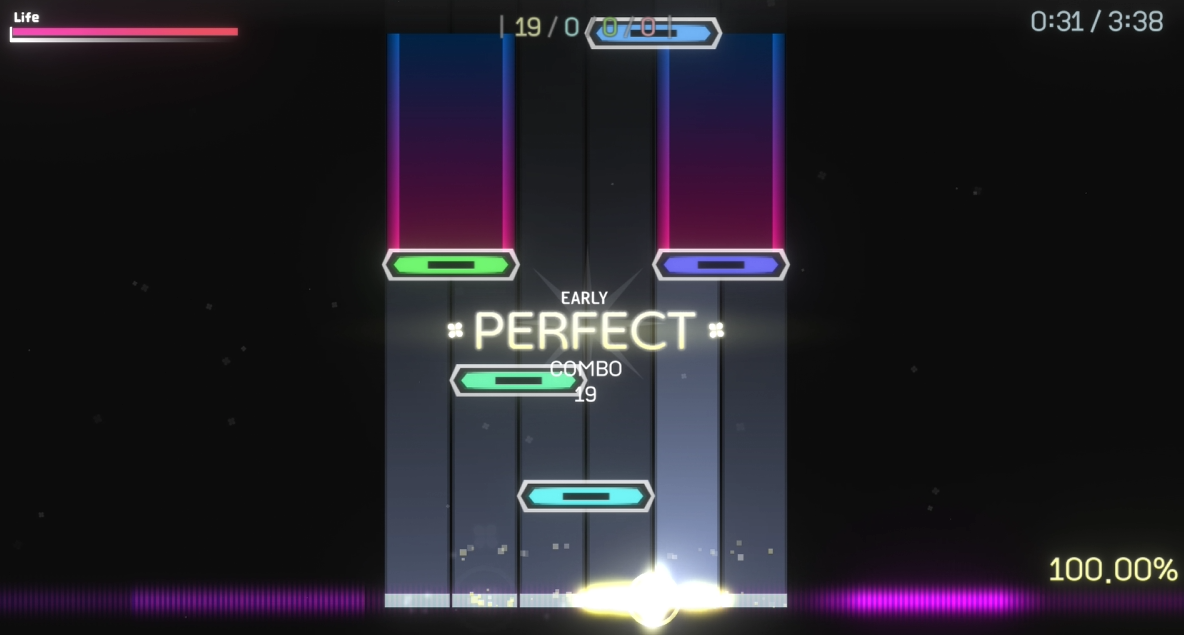 Life
| 19 / 0 / 0 / 0 |
0:31 / 3:38
EARLY
PERFECT
COMBO
19
100.00%